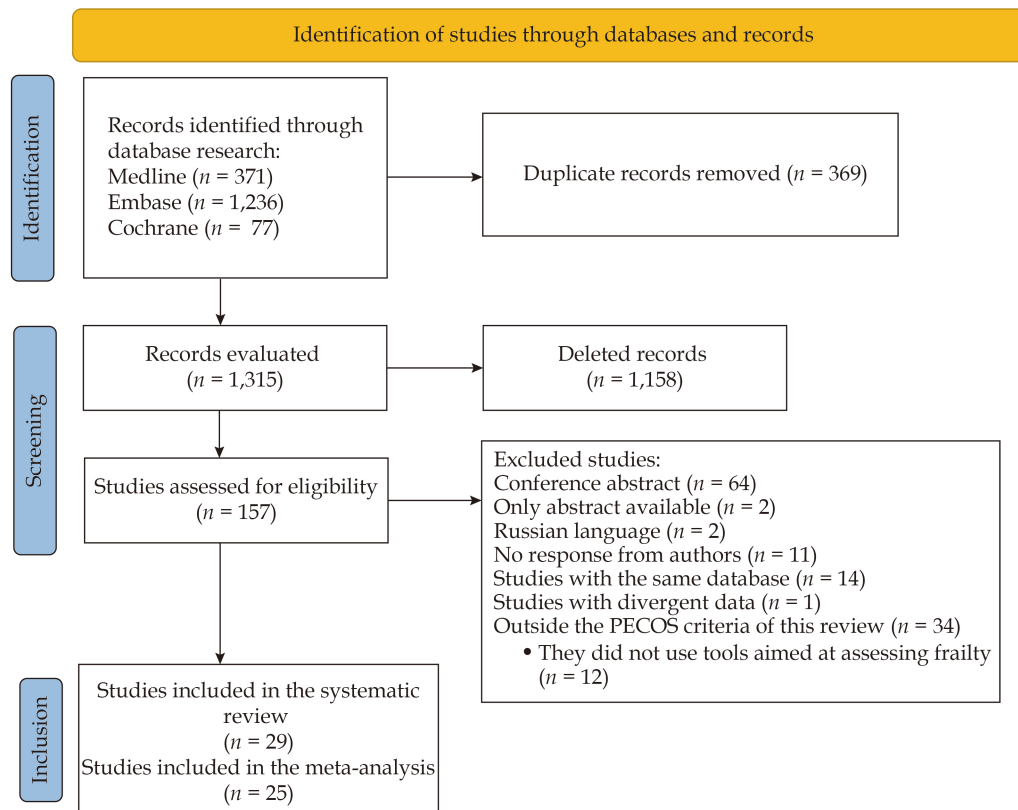 Identification of studies through databases and records
Identification
Records identified through
database research:
Medline (n = 371)
Embase (n = 1,236)
Cochrane (n = 77)
Duplicate records removed (n = 369)
Screening
Records evaluated
(n = 1,315)
Deleted records
(n = 1,158)
Studies assessed for eligibility
(n = 157)
Excluded studies:
Conference abstract (n = 64)
Only abstract available (n = 2)
Russian language (n = 2)
No response from authors (n = 11)
Studies with the same database (n = 14)
Studies with divergent data (n = 1)
Outside the PECOS criteria of this review (n = 34)
• They did not use tools aimed at assessing frailty
(n = 12)
Inclusion
Studies included in the systematic
review
(n = 29)
Studies included in the meta-analysis
(n = 25)